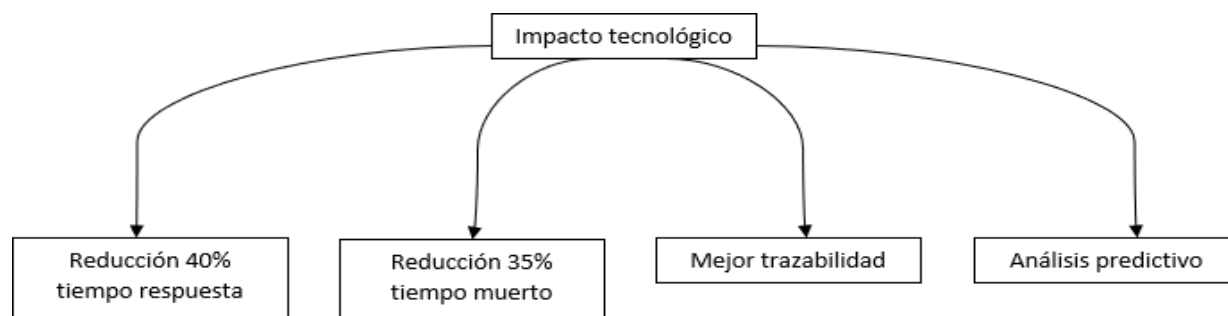 Impacto tecnológico
Reducción 40%
tiempo respuesta
Reducción 35%
tiempo muerto
Mejor trazabilidad
Análisis predictivo